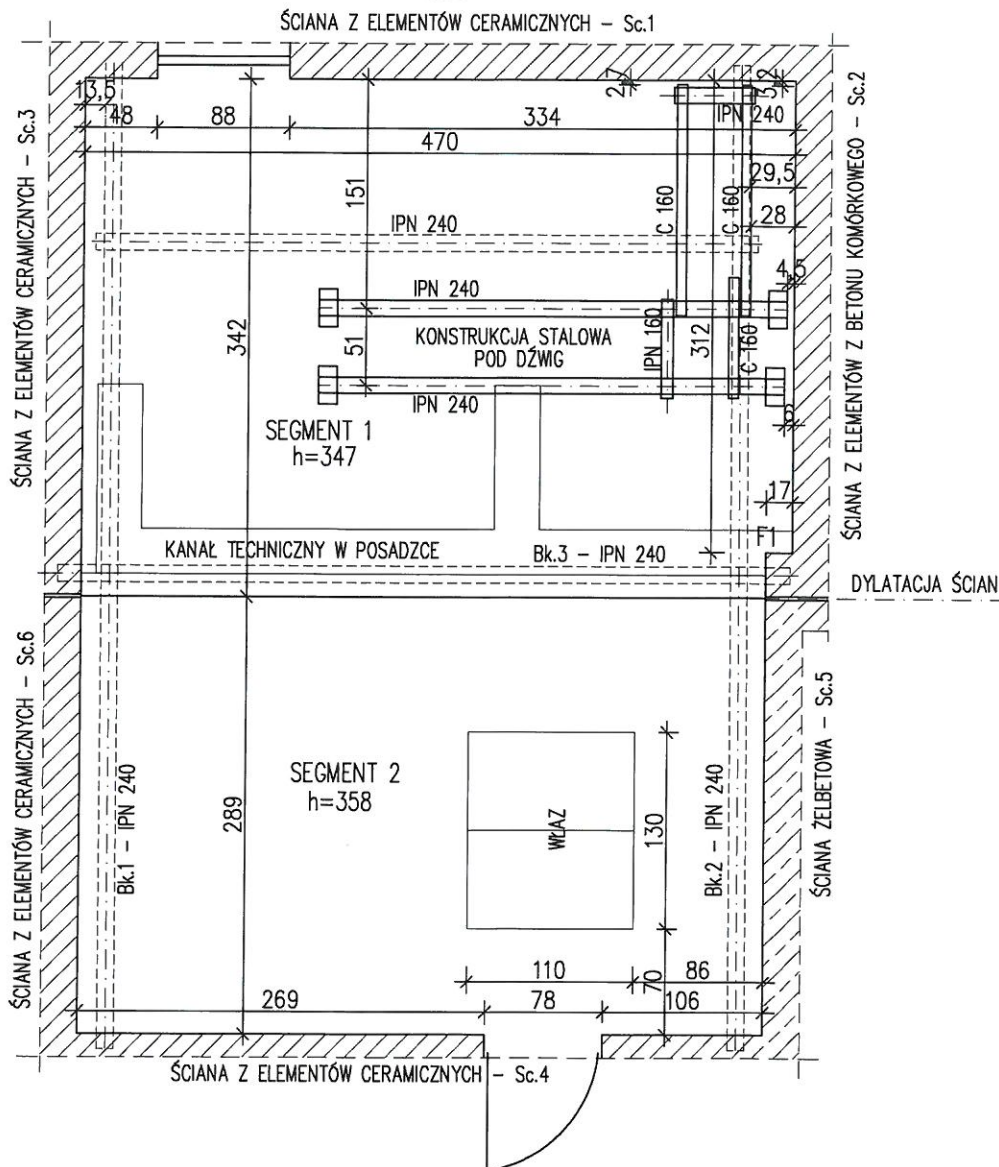 ŚCIANA Z ELEMENTÓW CERAMICZNYCH – Sc.1
13,5
48
88
334
2,7
3,2
IPN 240
470
29,5
28
151
C 160
C 160
IPN 240
4,5
IPN 240
ŚCIANA Z ELEMENTÓW CERAMICZNYCH – Sc.3
ŚCIANA Z ELEMENTÓW Z BETONU KOMÓRKOWEGO – Sc.2
342
51
KONSTRUKCJA STALOWA
POD DŹWIG
IPN 160
312
C 160
IPN 240
6
SEGMENT 1
h=347
17
F1
KANAŁ TECHNICZNY W POSADZCE
Bk.3 – IPN 240
DYLATACJA ŚCIAN
ŚCIANA Z ELEMENTÓW CERAMICZNYCH – Sc.6
ŚCIANA ŻELBETOWA – Sc.5
Bk.1 – IPN 240
289
SEGMENT 2
h=358
WŁAZ
130
Bk.2 – IPN 240
110
70
86
269
78
106
ŚCIANA Z ELEMENTÓW CERAMICZNYCH – Sc.4